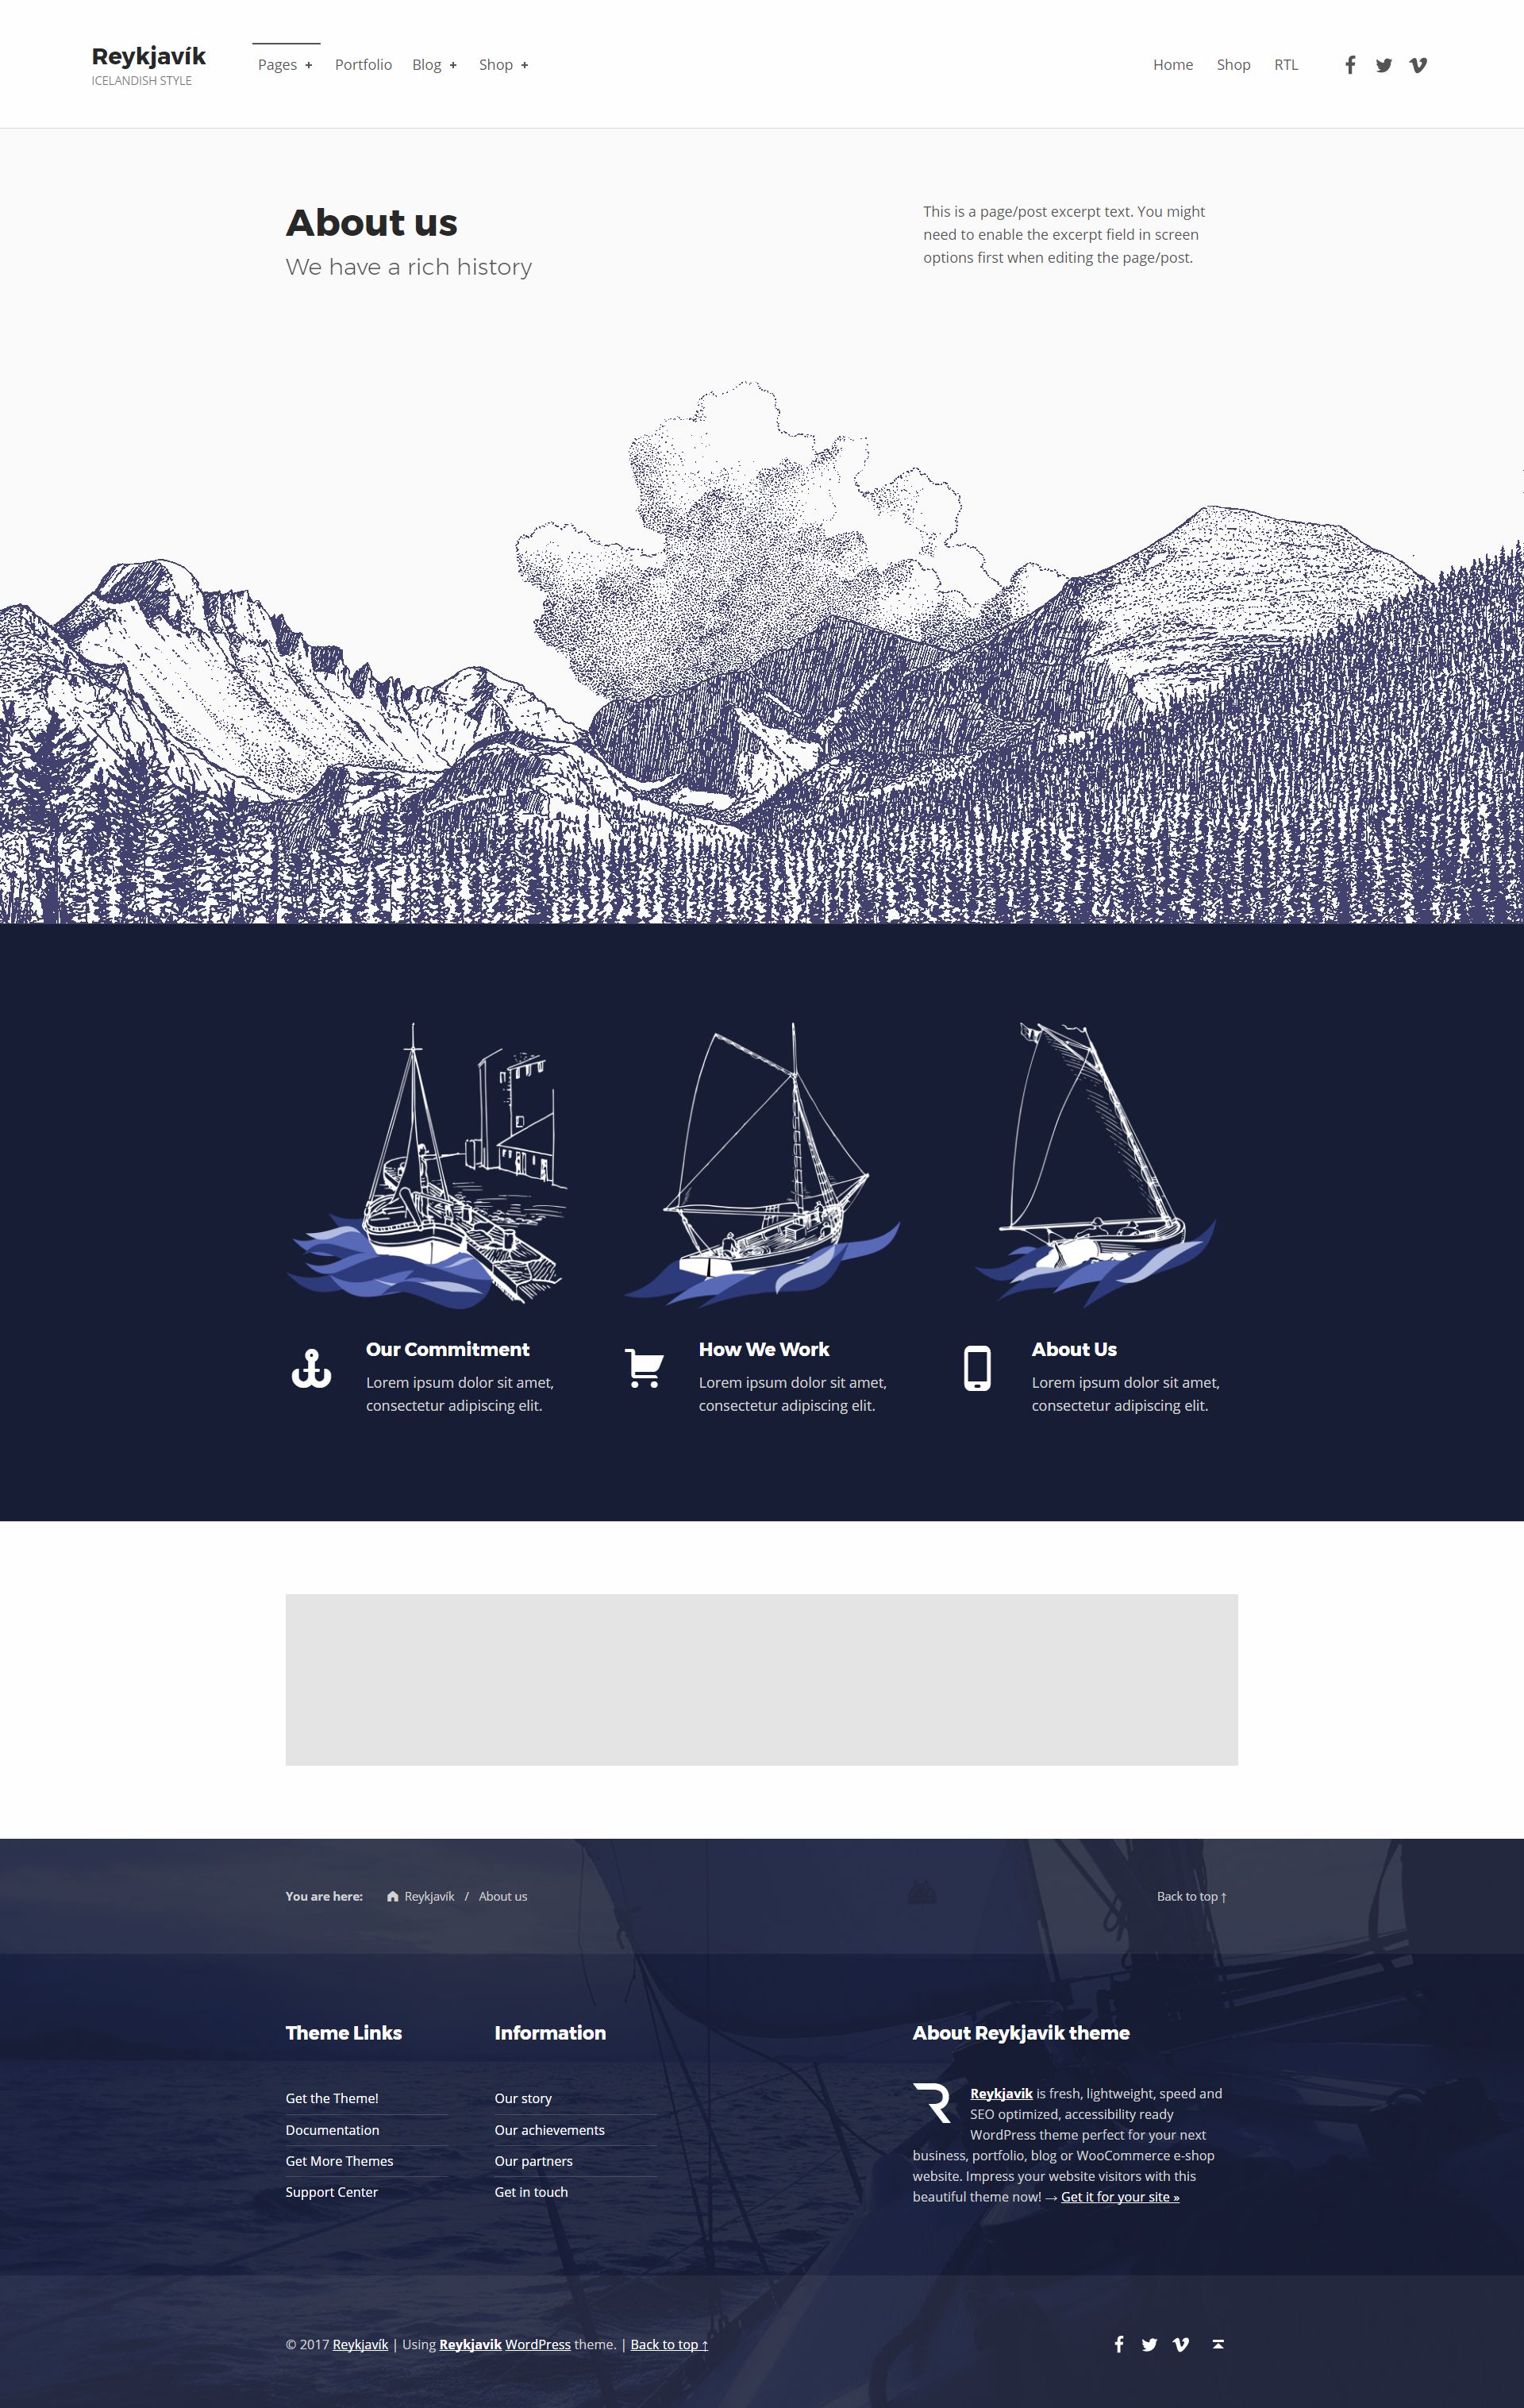 Reykjavík
ICELANDISH STYLE
Pages +
Portfolio
Blog +
Shop +
Home
Shop
RTL
About us
We have a rich history
This is a page/post excerpt text. You might
need to enable the excerpt field in screen
options first when editing the page/post.
Our Commitment
Lorem ipsum dolor sit amet,
consectetur adipiscing elit.
How We Work
Lorem ipsum dolor sit amet,
consectetur adipiscing elit.
About Us
Lorem ipsum dolor sit amet,
consectetur adipiscing elit.
You are here: Reykjavík / About us
Back to top ↑
Theme Links
Get the Theme!
Documentation
Get More Themes
Support Center
Information
Our story
Our achievements
Our partners
Get in touch
About Reykjavik theme
Reykjavik is fresh, lightweight, speed and
SEO optimized, accessibility ready
WordPress theme perfect for your next
business, portfolio, blog or WooCommerce e-shop
website. Impress your website visitors with this
beautiful theme now! → Get it for your site »
© 2017 Reykjavík | Using Reykjavik WordPress theme. | Back to top ↑